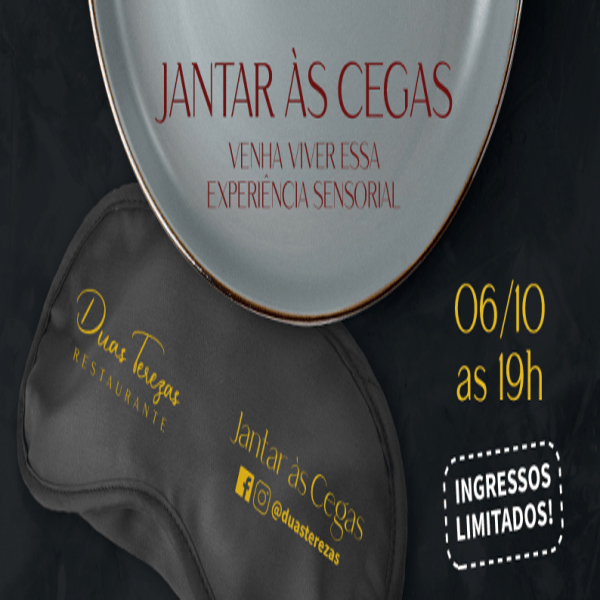 JANTAR ÀS CEGAS
VENHA VIVER ESSA
EXPERIÊNCIA SENSORIAL
06/10
as 19h
Duas Terezas
RESTAURANTE
Jantar às Cegas
@duasterezas
INGRESSOS
LIMITADOS!